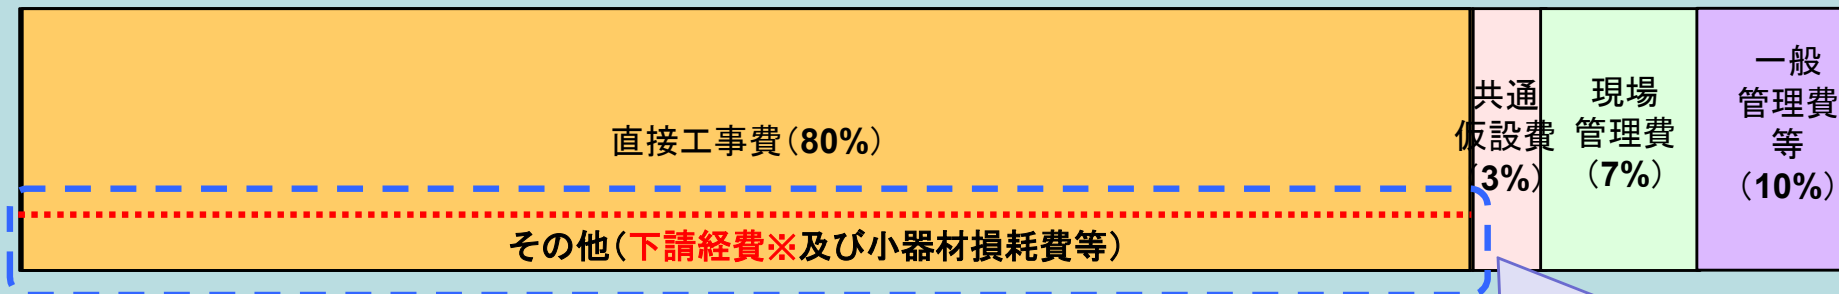 直接工事費（80%）
その他（下請経費※及び小器材損耗費等）
共通
仮設費
（3%）
現場
管理費
（7%）
一般
管理費
等
（10%）